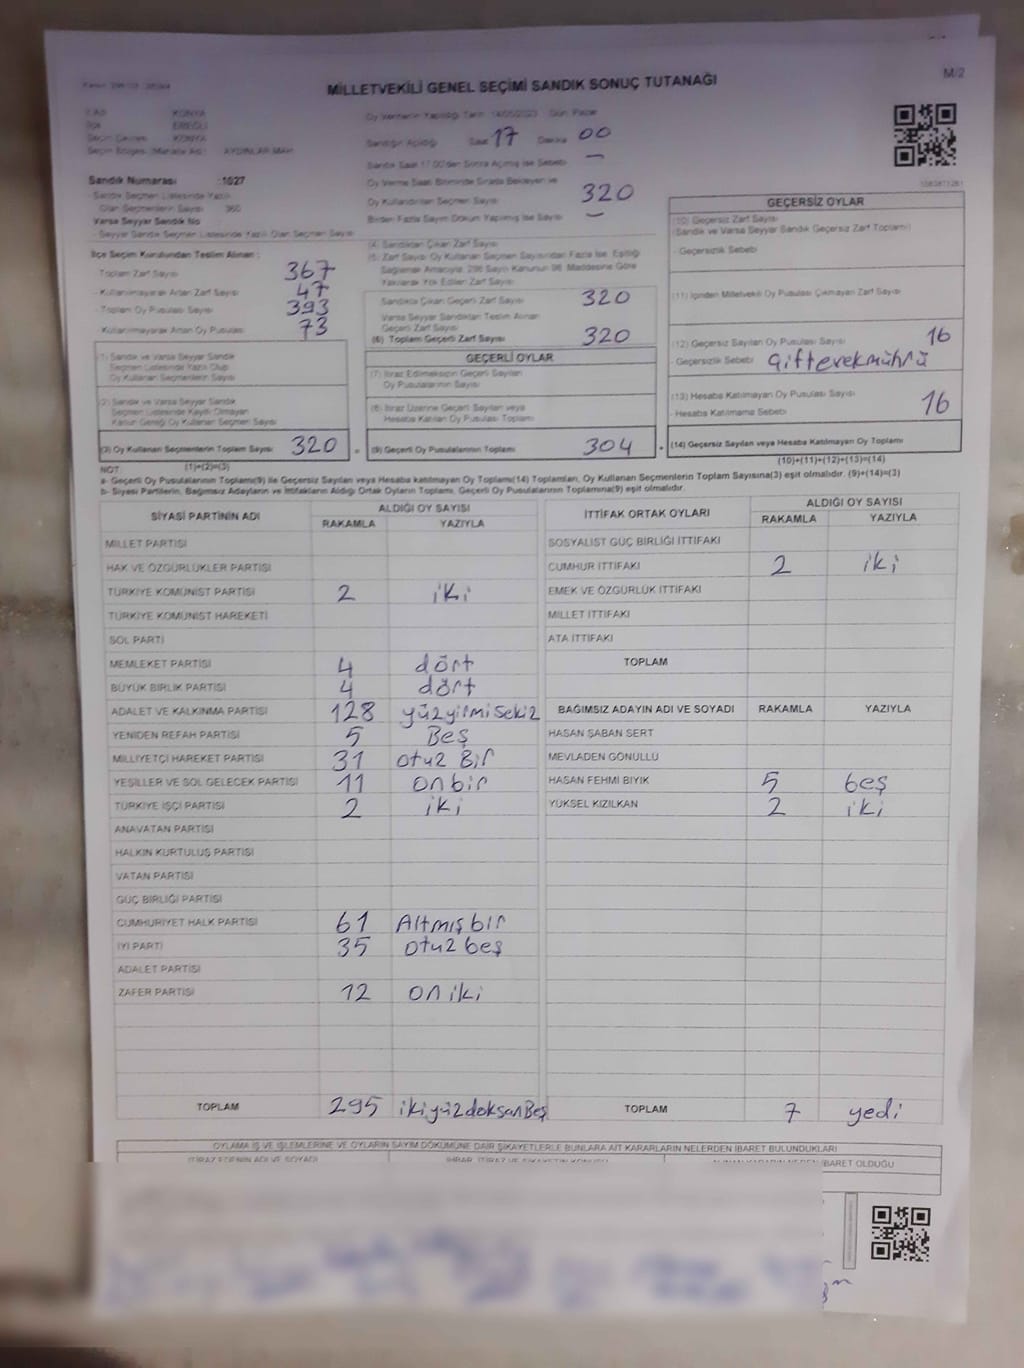 M/2
MİLLETVEKİLİ GENEL SEÇİMİ SANDIK SONUÇ TUTANAĞI
İlçe EREĞLİ
KONYA
KONYA
Seçim Bölgesi (Mahalle Adı) : AYDINLAR MAH.
Sandık Numarası :1027
- Sandık Seçmen Listesinde Yazılı
Olan Seçmenlerin Sayısı : 360
Varsa Seyyar Sandık No
- Seyyar Sandık Seçmen Listesinde Yazılı Olan Seçmen Sayısı
İlçe Seçim Kurulundan Teslim Alınan ;
- Toplam Zarf Sayısı 367
- Kullanılmayarak Artan Zarf Sayısı 47
- Toplam Oy Pusulası Sayısı 393
- Kullanılmayarak Artan Oy Pusulası 73
(1) Sandık ve Varsa Seyyar Sandık
Seçmen Listesinde Yazılı Olup
Oy Kullanan Seçmenlerin Sayısı
(2) Sandık ve Varsa Seyyar Sandık
Seçmen Listesinde Kayıtlı Olmayan
Kanun Gereği Oy Kullanan Seçmen Sayısı
(3) Oy Kullanan Seçmenlerin Toplam Sayısı 320
(1)+(2)=(3)
Oy Vermenin Yapıldığı Tarih 14/05/2023 Gün Pazar
Sandığın Açıldığı Saat 17 Dakika 00
Sandık Saat 17.00'den Sonra Açılmış İse Sebebi —
Oy Verme Saati Bitiminde Sırada Bekleyen ve
Oy Kullandırılan Seçmen Sayısı 320
Birden Fazla Sayım Döküm Yapılmış İse Sayısı —
(4) Sandıktan Çıkan Zarf Sayısı
(5) Zarf Sayısı Oy Kullanan Seçmen Sayısından Fazla İse, Eşitliği
Sağlamak Amacıyla, 298 Sayılı Kanunun 98. Maddesine Göre
Yakılarak Yok Edilen Zarf Sayısı
Sandıkta Çıkan Geçerli Zarf Sayısı 320
Varsa Seyyar Sandıktan Teslim Alınan
Geçerli Zarf Sayısı
(6) Toplam Geçerli Zarf Sayısı 320
GEÇERLİ OYLAR
(7) İtiraz Edilmeksizin Geçerli Sayılan
Oy Pusulalarının Sayısı
(8) İtiraz Üzerine Geçerli Sayılan veya
Hesaba Katılan Oy Pusulası Toplamı
(9) Geçerli Oy Pusulalarının Toplamı 304
GEÇERSİZ OYLAR
(10) Geçersiz Zarf Sayısı
(Sandık ve Varsa Seyyar Sandık Geçersiz Zarf Toplamı)
- Geçersizlik Sebebi
(11) İçinden Milletvekili Oy Pusulası Çıkmayan Zarf Sayısı
(12) Geçersiz Sayılan Oy Pusulası Sayısı 16
- Geçersizlik Sebebi
(13) Hesaba Katılmayan Oy Pusulası Sayısı 16
- Hesaba Katılmama Sebebi
(14) Geçersiz Sayılan veya Hesaba Katılmayan Oy Toplamı
(10)+(11)+(12)+(13)=(14)
NOT:
a- Geçerli Oy Pusulalarının Toplamı(9) ile Geçersiz Sayılan veya Hesaba katılmayan Oy Toplamı(14) Toplamları, Oy Kullanan Seçmenlerin Toplam Sayısına(3) eşit olmalıdır. (9)+(14)=(3)
b- Siyasi Partilerin, Bağımsız Adayların ve İttifakların Aldığı Ortak Oyların Toplamı, Geçerli Oy Pusulalarının Toplamına(9) eşit olmalıdır.
SİYASİ PARTİNİN ADI ALDIĞI OY SAYISI
RAKAMLA YAZIYLA
MİLLET PARTİSİ
HAK VE ÖZGÜRLÜKLER PARTİSİ
TÜRKİYE KOMÜNİST PARTİSİ 2 iki
TÜRKİYE KOMÜNİST HAREKETİ
SOL PARTİ
MEMLEKET PARTİSİ 4 dört
BÜYÜK BİRLİK PARTİSİ 4 dört
ADALET VE KALKINMA PARTİSİ 128 yüzyirmisekiz
YENİDEN REFAH PARTİSİ 5 Beş
MİLLİYETÇİ HAREKET PARTİSİ 31 otuz Bir
YEŞİLLER VE SOL GELECEK PARTİSİ 11 onbir
TÜRKİYE İŞÇİ PARTİSİ 2 iki
ANAVATAN PARTİSİ
HALKIN KURTULUŞ PARTİSİ
VATAN PARTİSİ
GÜÇ BİRLİĞİ PARTİSİ
CUMHURİYET HALK PARTİSİ 61 Altmış bir
İYİ PARTİ 35 otuz beş
ADALET PARTİSİ
ZAFER PARTİSİ 12 on iki
TOPLAM 295 ikiyüzdoksanBeş
İTTİFAK ORTAK OYLARI ALDIĞI OY SAYISI
RAKAMLA YAZIYLA
SOSYALİST GÜÇ BİRLİĞİ İTTİFAKI
CUMHUR İTTİFAKI 2 iki
EMEK VE ÖZGÜRLÜK İTTİFAKI
MİLLET İTTİFAKI
ATA İTTİFAKI
TOPLAM
BAĞIMSIZ ADAYIN ADI VE SOYADI RAKAMLA YAZIYLA
HASAN ŞABAN SERT
MEVLADEN GÖNÜLLÜ
HASAN FEHMİ BIYIK 5 beş
YÜKSEL KIZILKAN 2 iki
TOPLAM 7 yedi
OYLAMA İŞ VE İŞLEMLERİNE VE OYLARIN SAYIM DÖKÜMÜNE DAİR ŞİKAYETLERLE BUNLARA AİT KARARLARIN NELERDEN İBARET BULUNDUKLARI
İTİRAZ EDENİN ADI VE SOYADI
İHBAR, İTİRAZ VE ŞİKAYETİN KONUSU
İBARET OLDUĞU